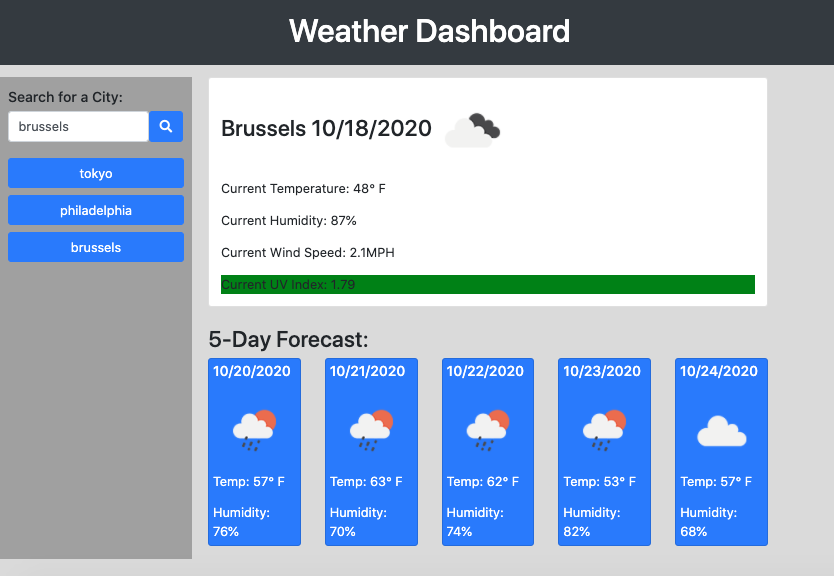 Weather Dashboard
Search for a City:
brussels
tokyo
philadelphia
brussels
Brussels 10/18/2020
Current Temperature: 48° F
Current Humidity: 87%
Current Wind Speed: 2.1MPH
Current UV Index: 1.79
5-Day Forecast:
10/20/2020
Temp: 57° F
Humidity:
76%
10/21/2020
Temp: 63° F
Humidity:
70%
10/22/2020
Temp: 62° F
Humidity:
74%
10/23/2020
Temp: 53° F
Humidity:
82%
10/24/2020
Temp: 57° F
Humidity:
68%